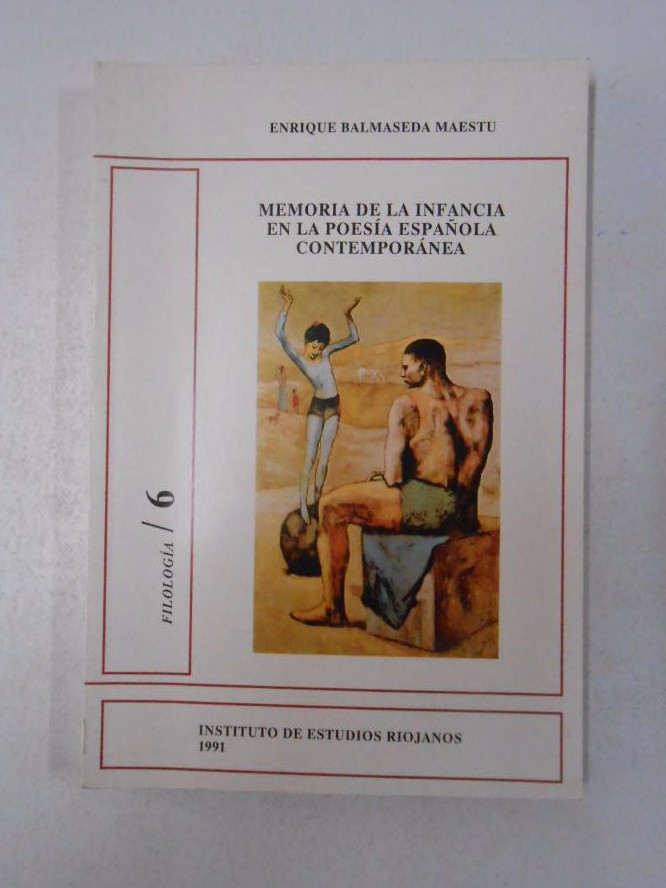 ENRIQUE BALMASEDA MAESTU
MEMORIA DE LA INFANCIA
EN LA POESÍA ESPAÑOLA
CONTEMPORÁNEA
FILOLOGÍA / 6
INSTITUTO DE ESTUDIOS RIOJANOS
1991